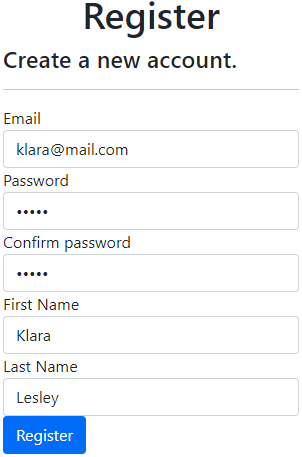 Register
Create a new account.
Email
klara@mail.com
Password
•••••
Confirm password
•••••
First Name
Klara
Last Name
Lesley
Register